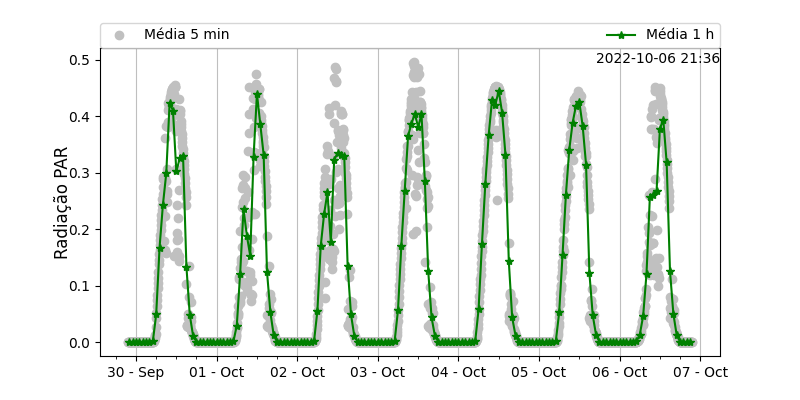 Média 5 min Média 1 h
2022-10-06 21:36
Radiação PAR
0.5
0.4
0.3
0.2
0.1
0.0
30 - Sep 01 - Oct 02 - Oct 03 - Oct 04 - Oct 05 - Oct 06 - Oct 07 - Oct